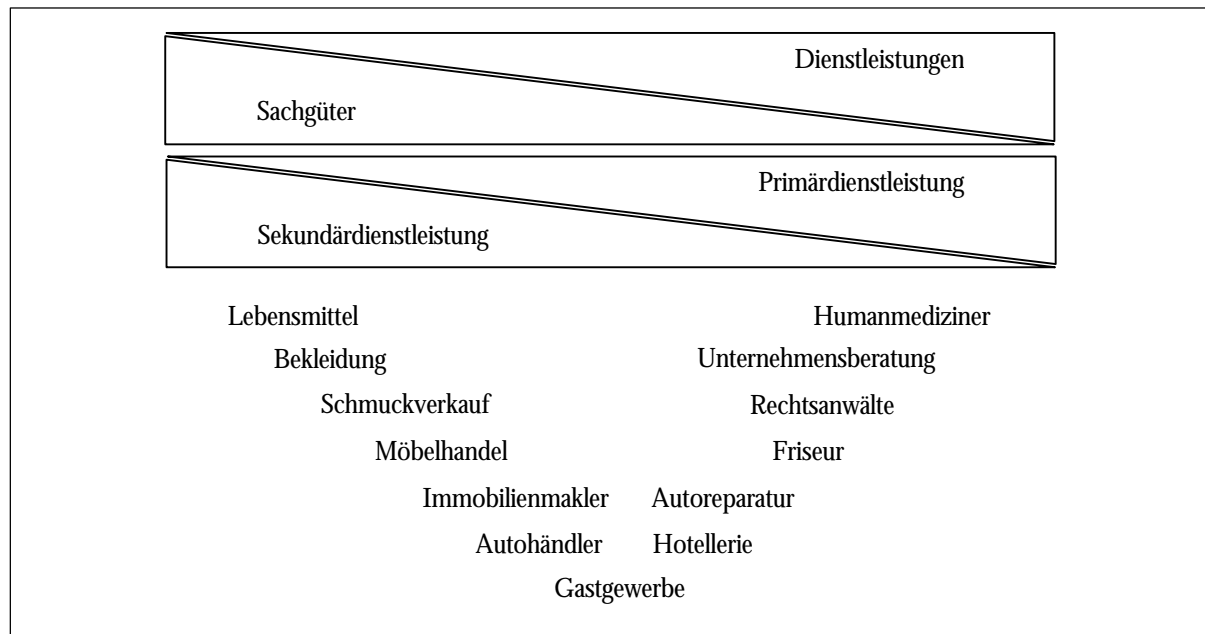 Dienstleistungen
Sachgüter
Primärdienstleistung
Sekundärdienstleistung
Lebensmittel Humanmediziner
Bekleidung Unternehmensberatung
Schmuckverkauf Rechtsanwälte
Möbelhandel Friseur
Immobilienmakler Autoreparatur
Autohändler Hotellerie
Gastgewerbe